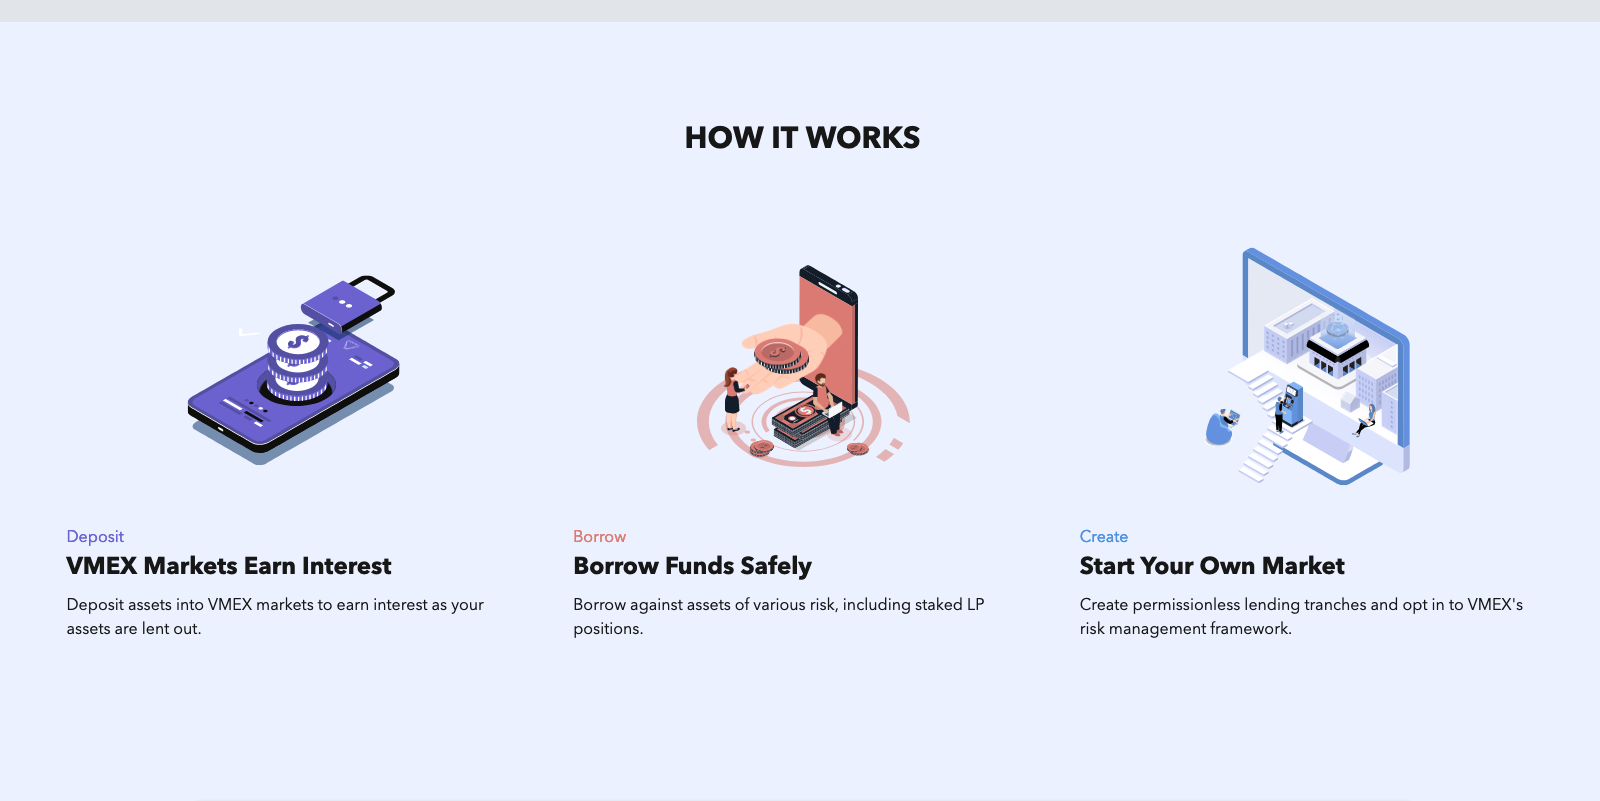 HOW IT WORKS
Deposit
VMEX Markets Earn Interest
Deposit assets into VMEX markets to earn interest as your
assets are lent out.
Borrow
Borrow Funds Safely
Borrow against assets of various risk, including staked LP
positions.
Create
Start Your Own Market
Create permissionless lending tranches and opt in to VMEX's
risk management framework.